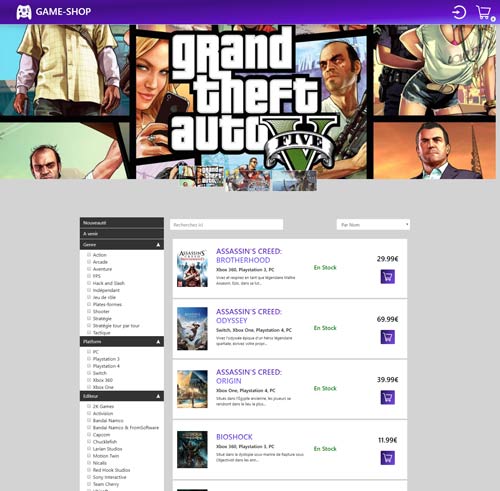 GAME-SHOP
0
grand
theft
auto
V
FIVE
Nouveauté
A venir
Genre
Action
Arcade
Aventure
FPS
Hack and Slash
Indépendant
Jeu de rôle
Plates-formes
Shooter
Stratégie
Stratégie tour par tour
Tactique
Platform
PC
Playstation 3
Playstation 4
Switch
Xbox 360
Xbox One
Editeur
2K Games
Activision
Bandai Namco
Bandai Namco & FromSoftware
Capcom
Chucklefish
Larian Studios
Motion Twin
Nicalis
Red Hook Studios
Sony Interactive
Team Cherry
Recherchez ici
Par Nom
ASSASSIN'S CREED:
BROTHERHOOD
Xbox 360, Playstation 3, PC
Vivez et respirez en tant que légendaire Maître
Assassin. Ezio, dans sa lut...
En Stock
29.99€
ASSASSIN'S CREED:
ODYSSEY
Switch, Xbox One, Playstation 4, PC
Vivez l'odyssée épique d'un héros légendaire
spartiate, écrivez votre propr...
En Stock
69.99€
ASSASSIN'S CREED:
ORIGIN
Xbox One, Playstation 4, PC
Situés dans l'Égypte ancienne, les joueurs se
rendront dans le lieu le plus...
En Stock
39.99€
BIOSHOCK
Xbox 360, Playstation 3, PC
Situé dans la dystopie sous-marine de Rapture sous
Objectivist dans les ann...
En Stock
11.99€